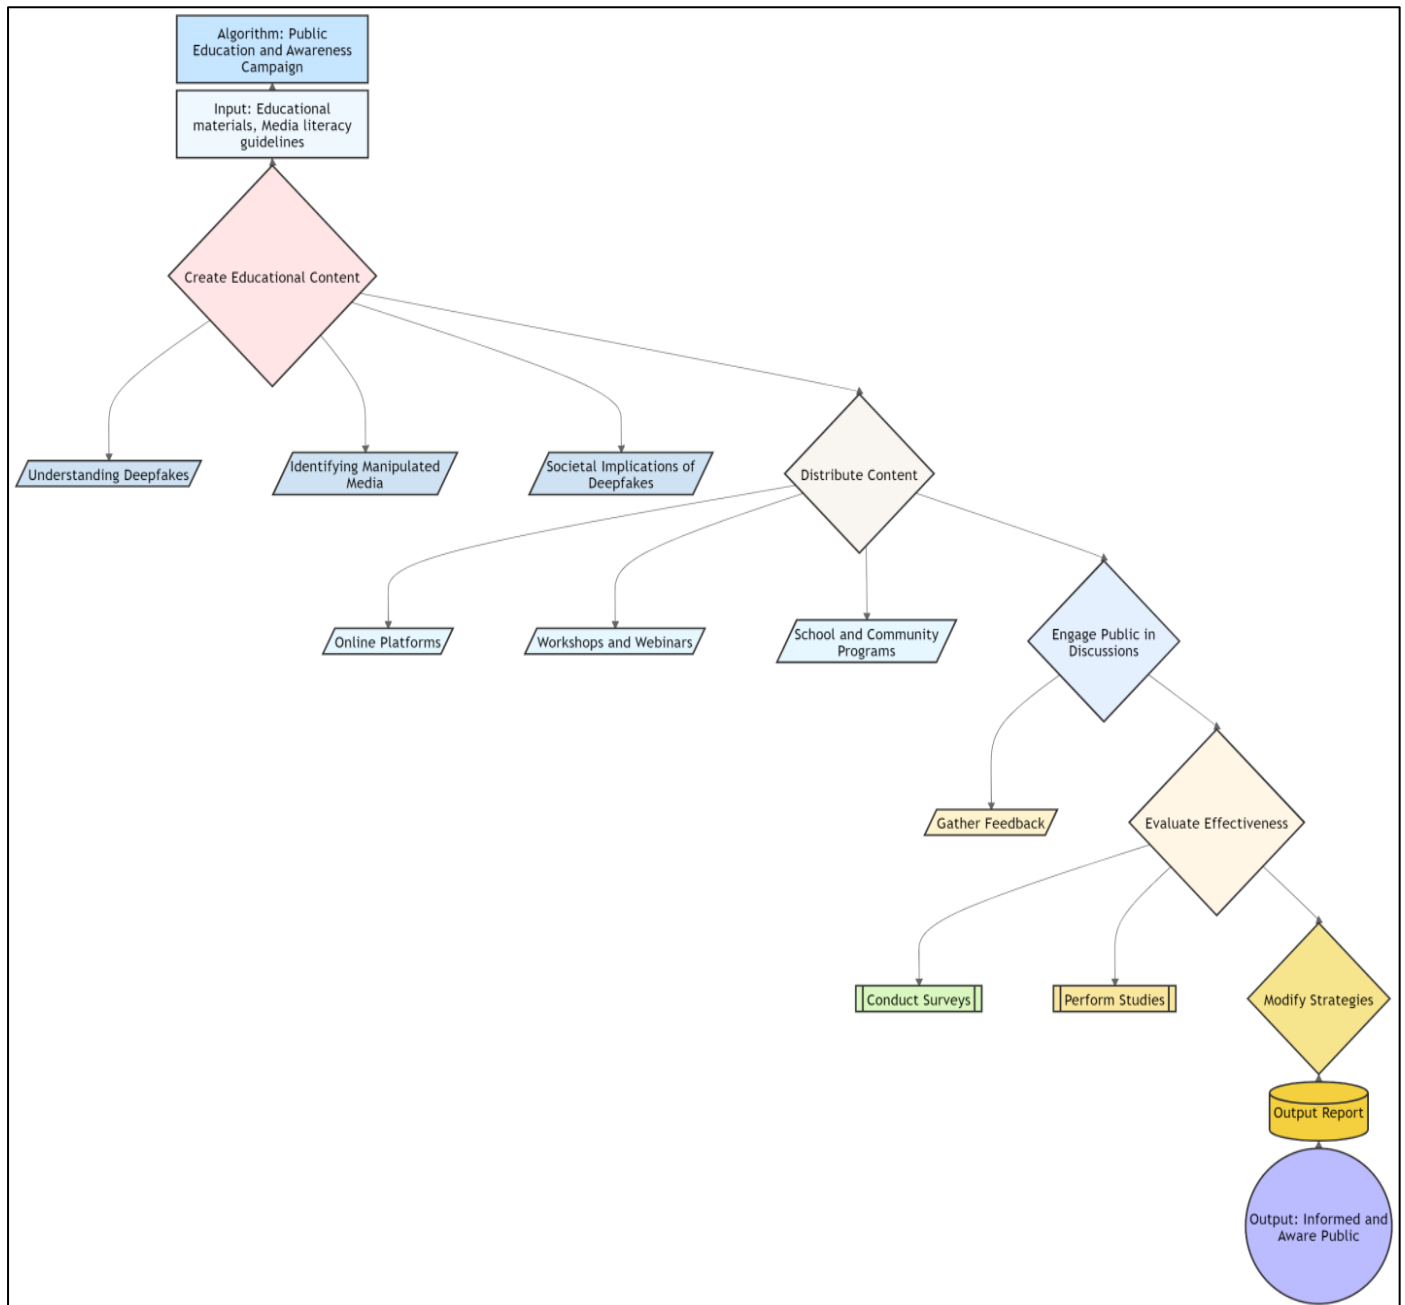 Algorithm: Public
Education and Awareness
Campaign
Input: Educational
materials, Media literacy
guidelines
Create Educational Content
Understanding Deepfakes
Identifying Manipulated
Media
Societal Implications of
Deepfakes
Distribute Content
Online Platforms
Workshops and Webinars
School and Community
Programs
Engage Public in
Discussions
Gather Feedback
Evaluate Effectiveness
Conduct Surveys
Perform Studies
Modify Strategies
Output Report
Output: Informed and
Aware Public